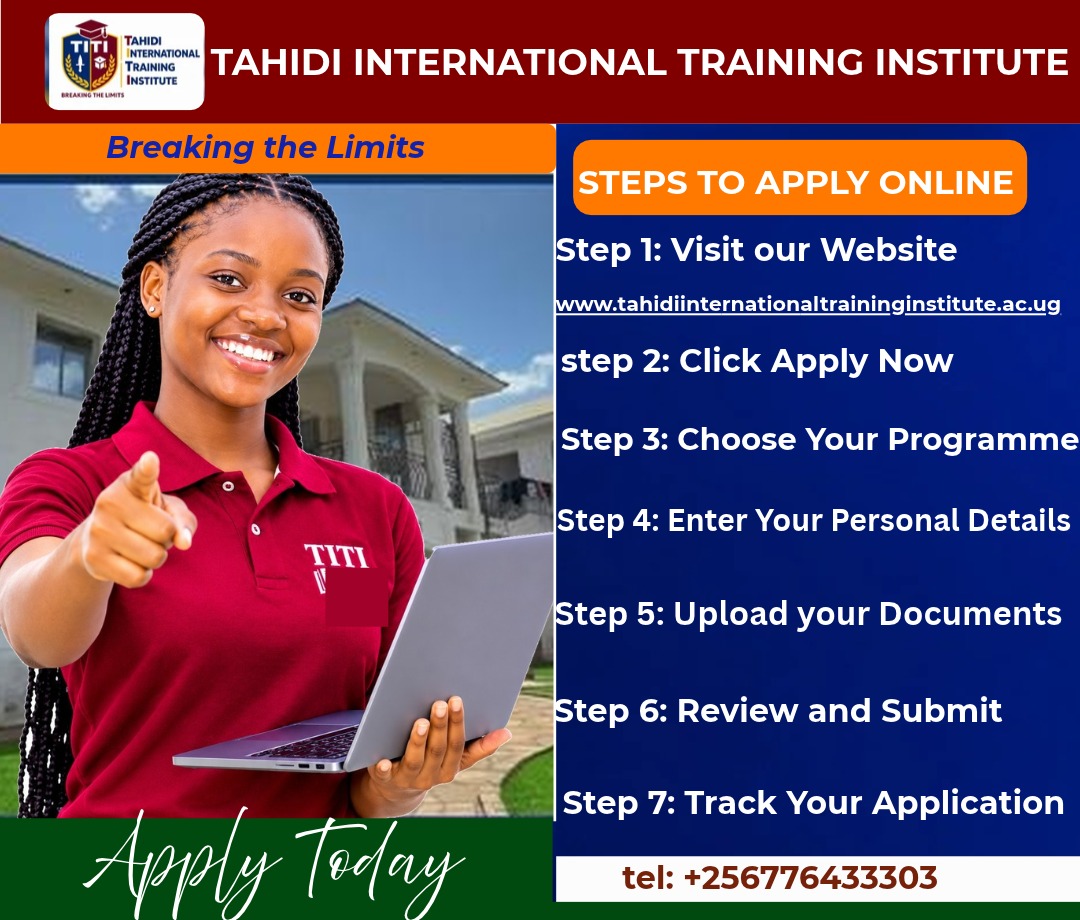 TITI
TAHIDI
INTERNATIONAL
TRAINING
INSTITUTE
BREAKING THE LIMITS
TAHIDI INTERNATIONAL TRAINING INSTITUTE
Breaking the Limits
STEPS TO APPLY ONLINE
Step 1: Visit our Website
www.tahidiinternationaltraininginstitute.ac.ug
step 2: Click Apply Now
Step 3: Choose Your Programme
Step 4: Enter Your Personal Details
Step 5: Upload your Documents
Step 6: Review and Submit
Step 7: Track Your Application
TITI
Apply Today
tel: +256776433303